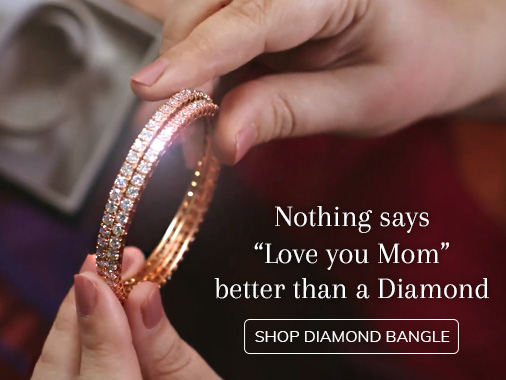 Nothing says
“Love you Mom”
better than a Diamond
SHOP DIAMOND BANGLE